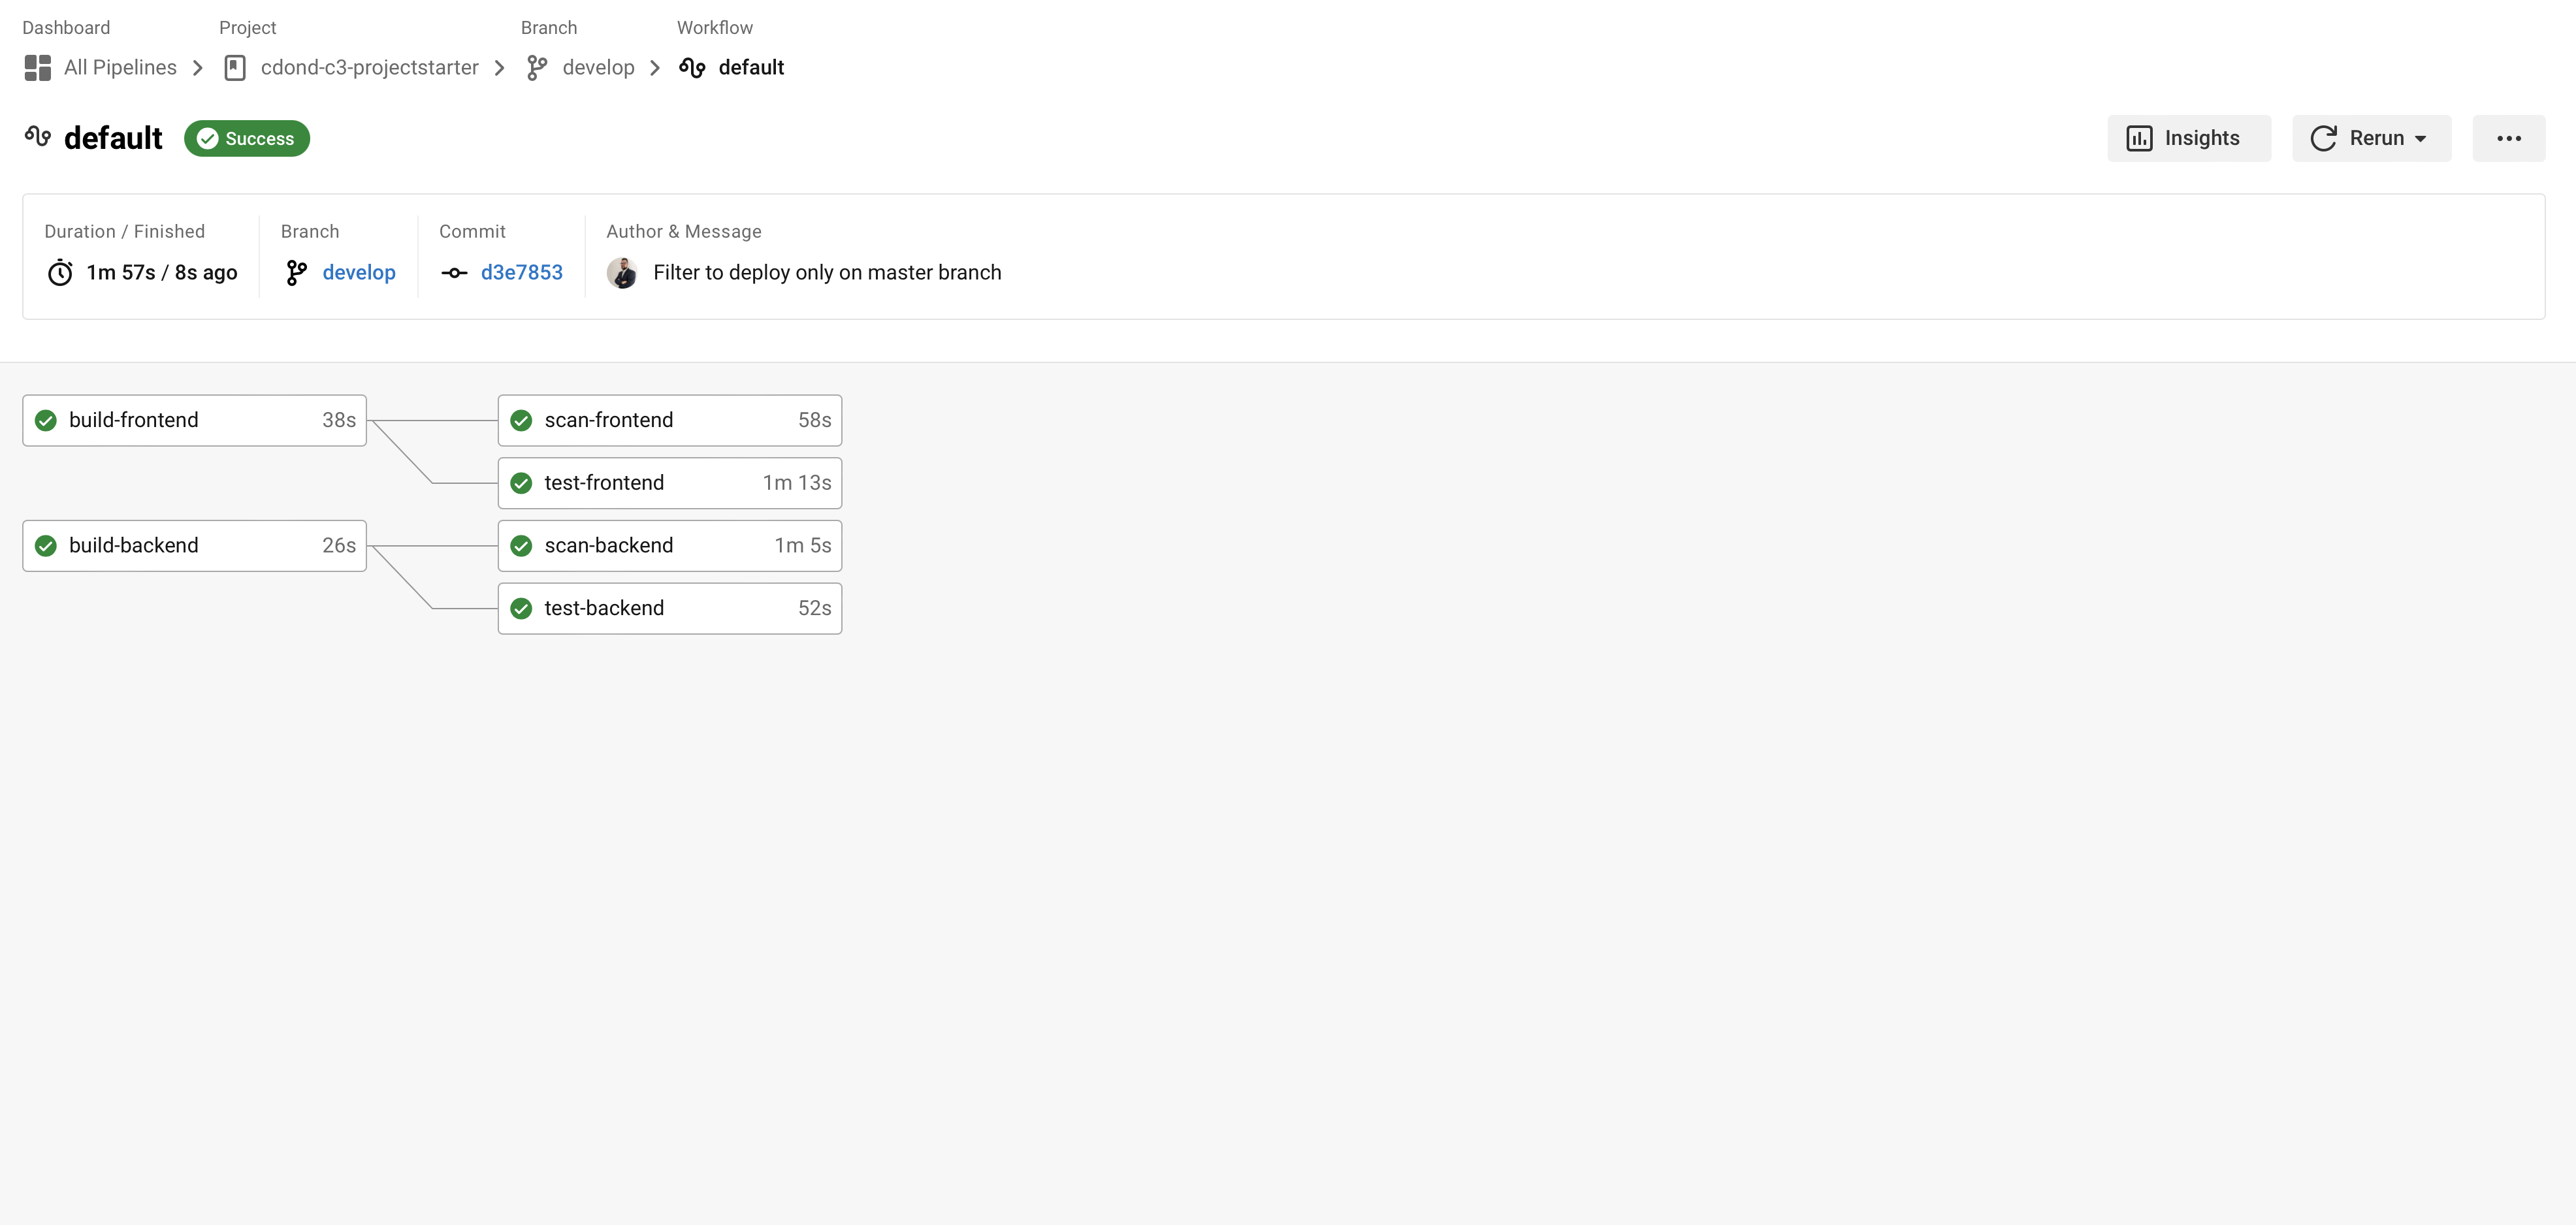 Dashboard Project Branch Workflow
All Pipelines cdond-c3-projectstarter develop default
default Success Insights Rerun
Duration / Finished Branch Commit Author & Message
1m 57s / 8s ago develop d3e7853 Filter to deploy only on master branch
build-frontend 38s scan-frontend 58s
test-frontend 1m 13s
build-backend 26s scan-backend 1m 5s
test-backend 52s